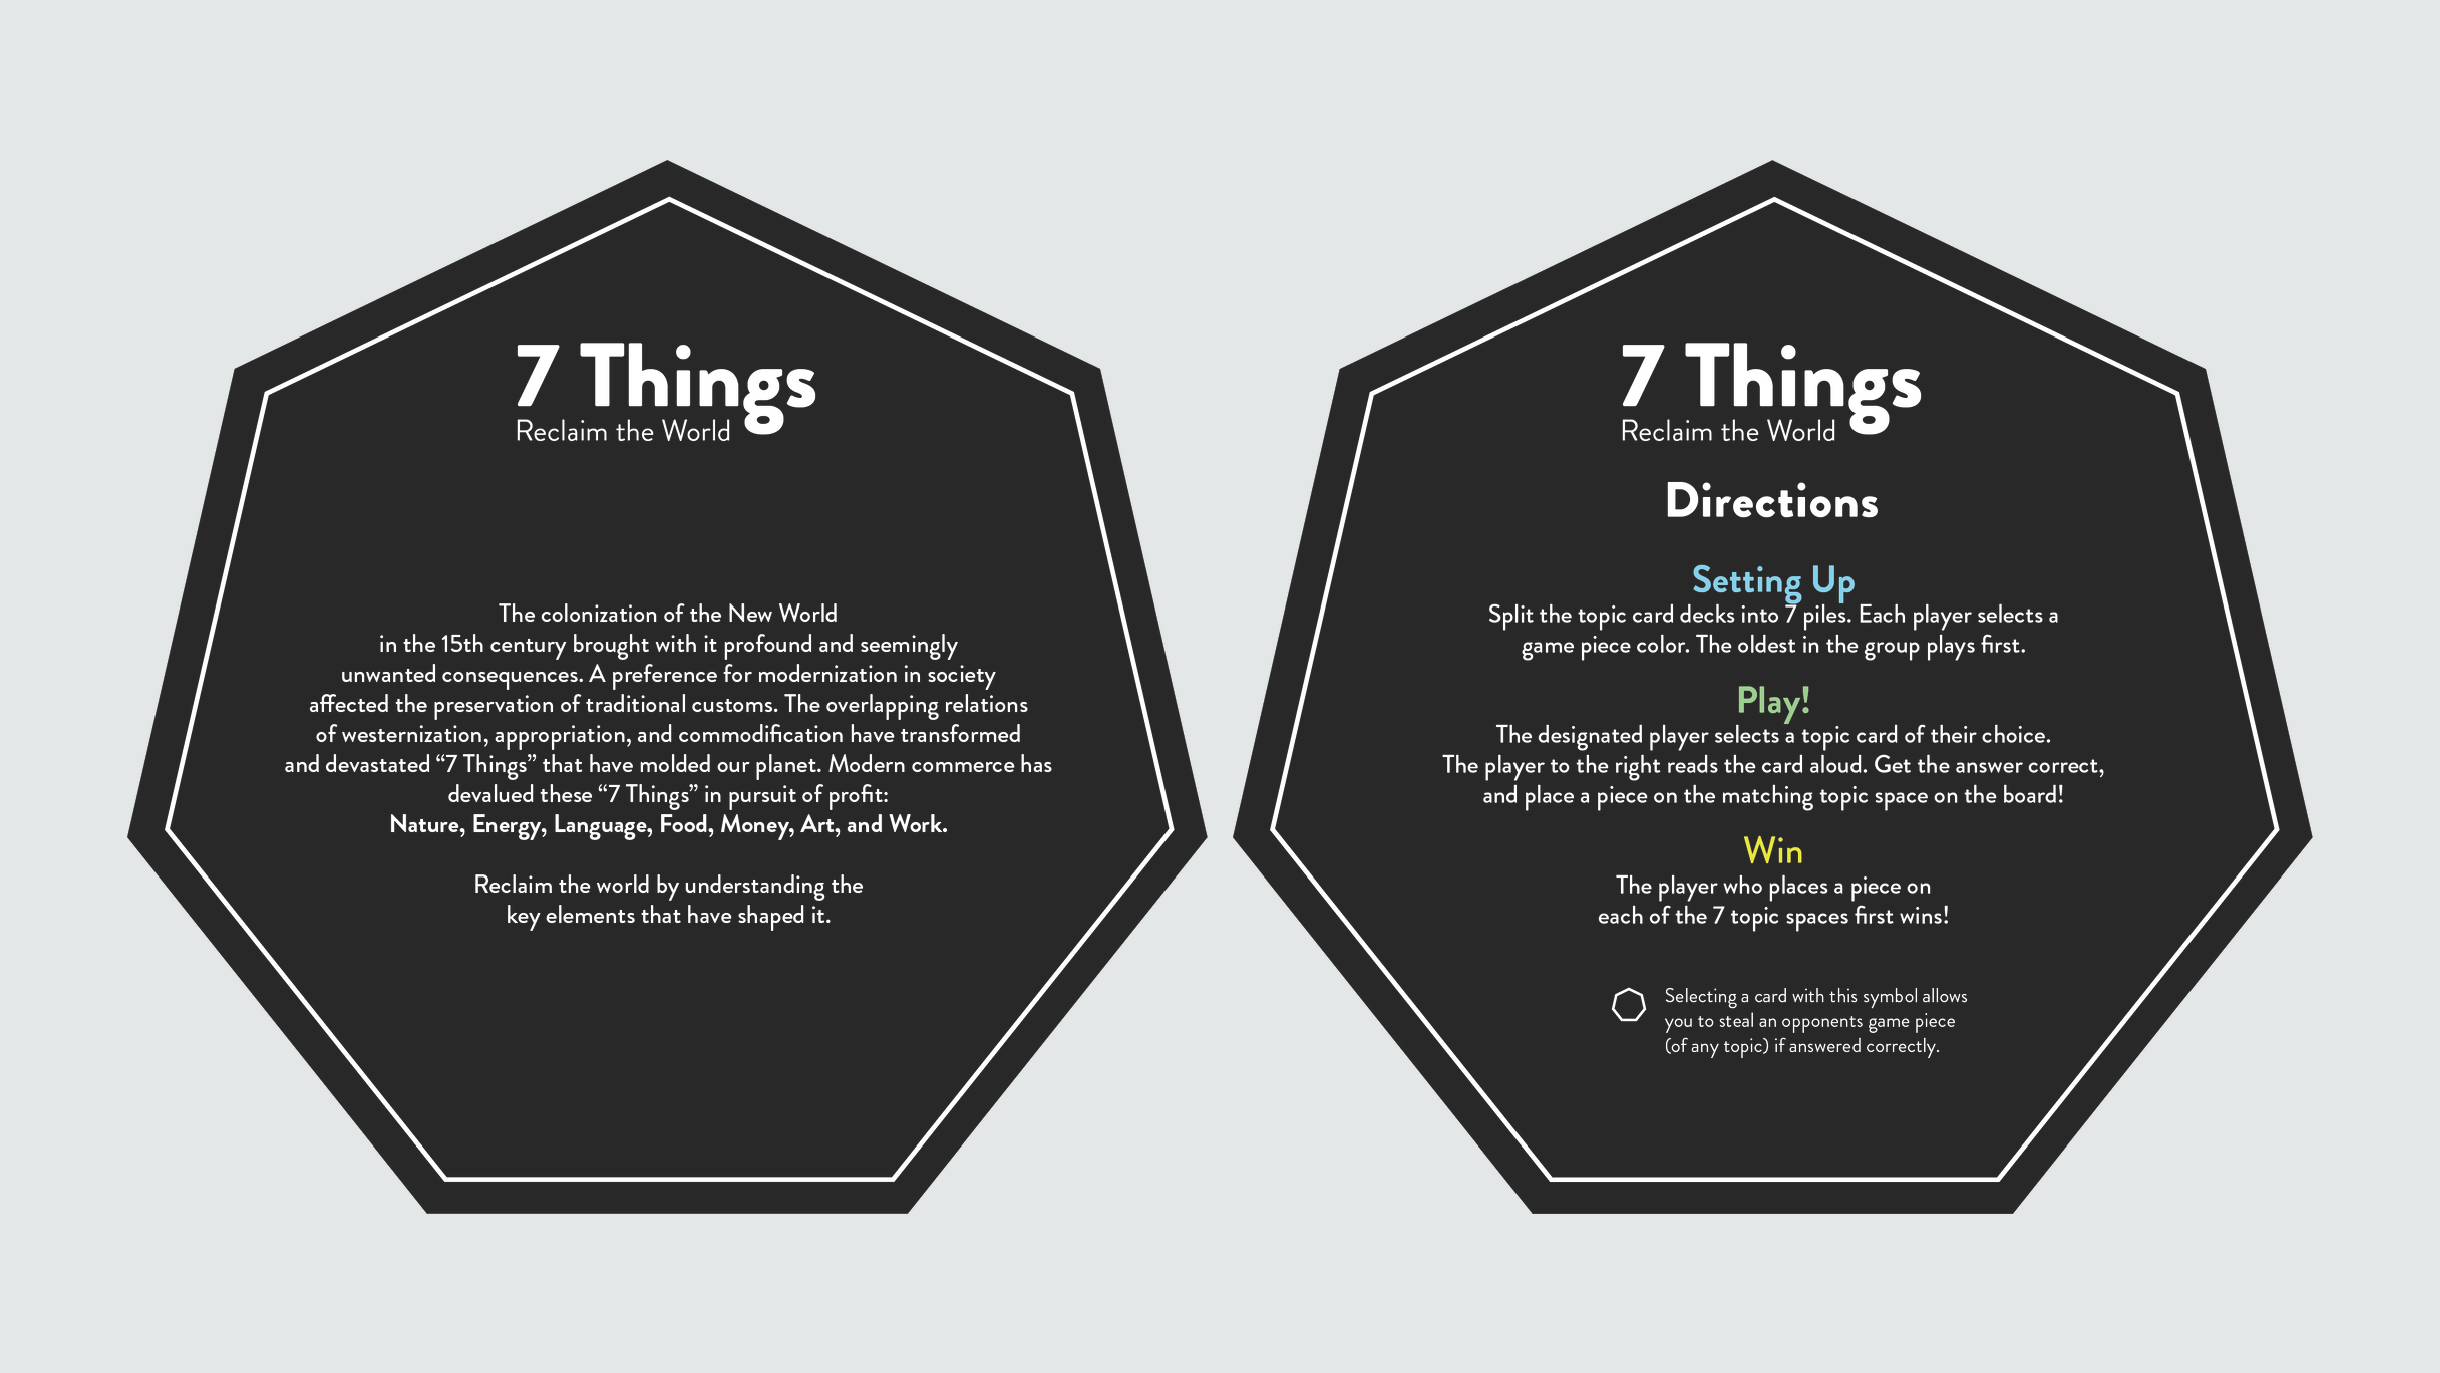 7 Things
Reclaim the World
The colonization of the New World
in the 15th century brought with it profound and seemingly
unwanted consequences. A preference for modernization in society
affected the preservation of traditional customs. The overlapping relations
of westernization, appropriation, and commodification have transformed
and devastated “7 Things” that have molded our planet. Modern commerce has
devalued these “7 Things” in pursuit of profit:
Nature, Energy, Language, Food, Money, Art, and Work.
Reclaim the world by understanding the
key elements that have shaped it.
7 Things
Reclaim the World
Directions
Setting Up
Split the topic card decks into 7 piles. Each player selects a
game piece color. The oldest in the group plays first.
Play!
The designated player selects a topic card of their choice.
The player to the right reads the card aloud. Get the answer correct,
and place a piece on the matching topic space on the board!
Win
The player who places a piece on
each of the 7 topic spaces first wins!
Selecting a card with this symbol allows
you to steal an opponents game piece
(of any topic) if answered correctly.